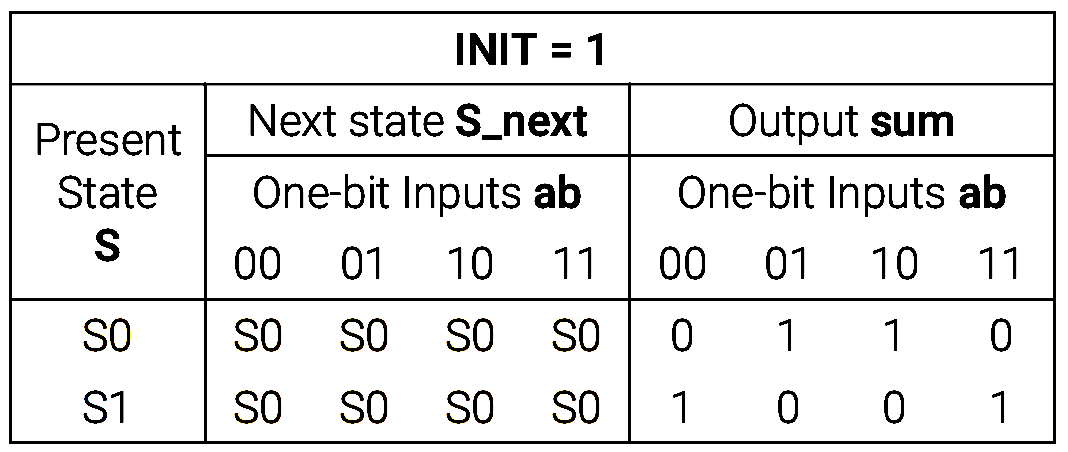 INIT = 1
Present State S
Next state S_next
Output sum
One-bit Inputs ab
One-bit Inputs ab
00 01 10 11 00 01 10 11
S0 S0 S0 S0 S0 0 1 1 0
S1 S0 S0 S0 S0 1 0 0 1